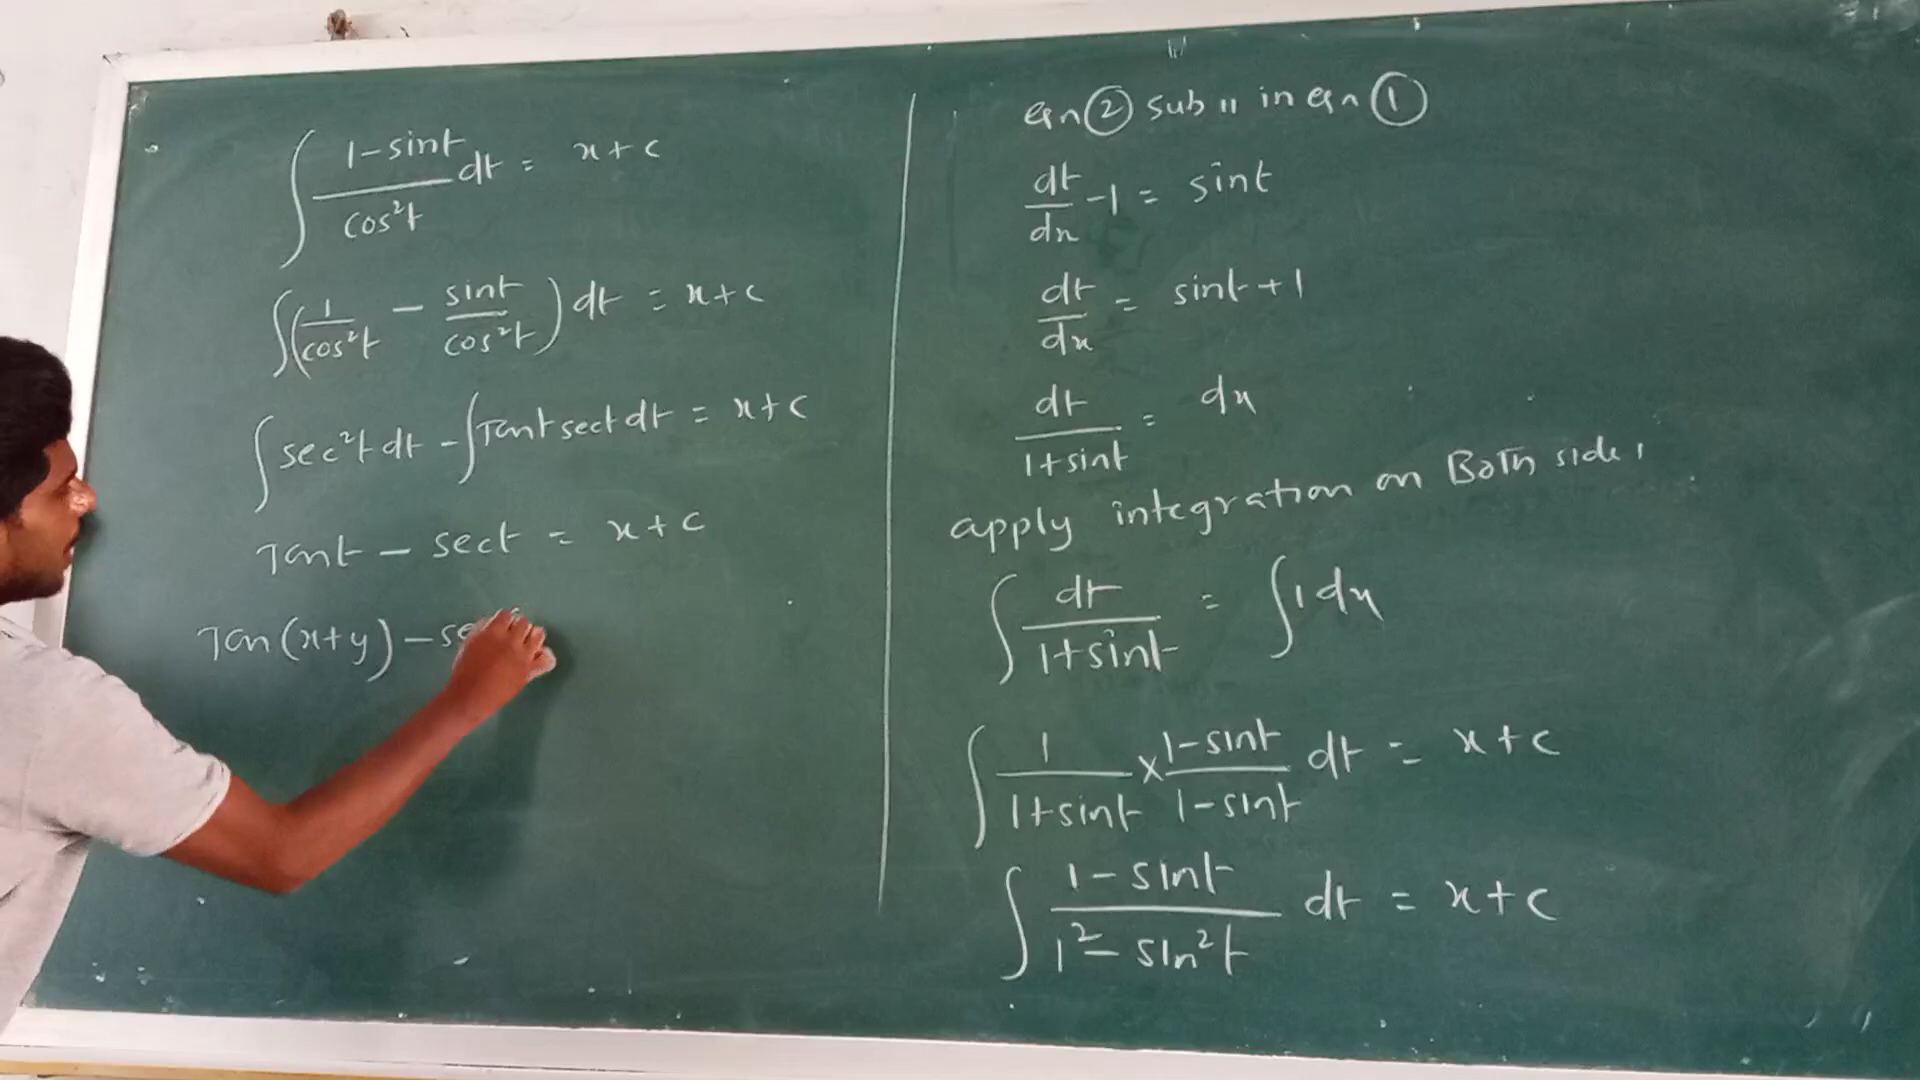 ∫ (1-sint)/(cos²t) dt = x+c
∫(1/(cos²t) - sint/(cos²t)) dt = x+c
∫sec²t dt - ∫Tant sect dt = x+c
Tant - sect = x+c
Tan(x+y) - se
eqn ② sub in eqn ①
dt/dx -1 = sint
dt/dx = sint+1
dt/(1+sint) = dx
apply integration on Both side,
∫ dt/(1+sint) = ∫1 dx
∫ 1/(1+sint) × (1-sint)/(1-sint) dt = x+c
∫ (1-sint)/(1²-sin²t) dt = x+c